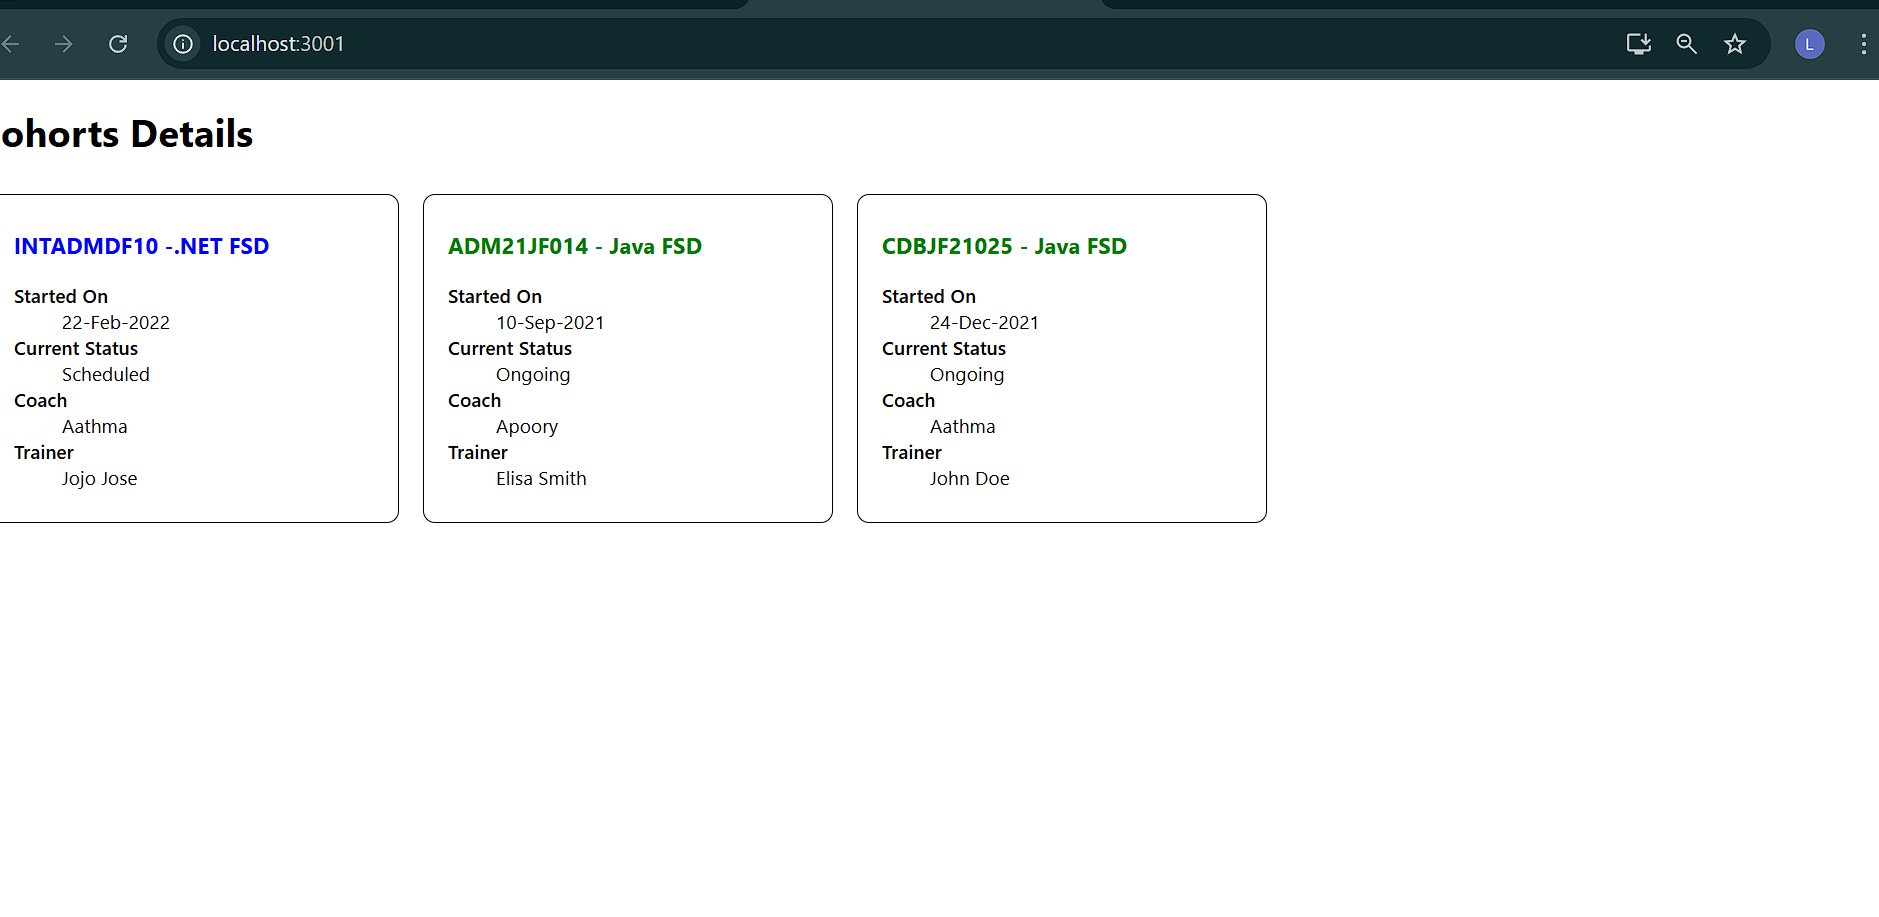 localhost:3001
L
ohorts Details
INTADMDF10 -.NET FSD
Started On
22-Feb-2022
Current Status
Scheduled
Coach
Aathma
Trainer
Jojo Jose
ADM21JF014 - Java FSD
Started On
10-Sep-2021
Current Status
Ongoing
Coach
Apoory
Trainer
Elisa Smith
CDBJF21025 - Java FSD
Started On
24-Dec-2021
Current Status
Ongoing
Coach
Aathma
Trainer
John Doe